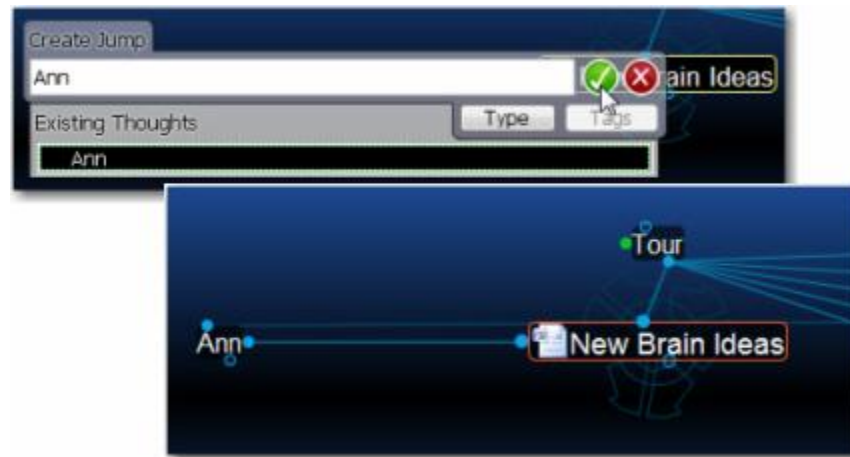 Create Jump
Ann
ain Ideas
Existing Thoughts
Type
Tags
Ann
Tour
Ann
New Brain Ideas